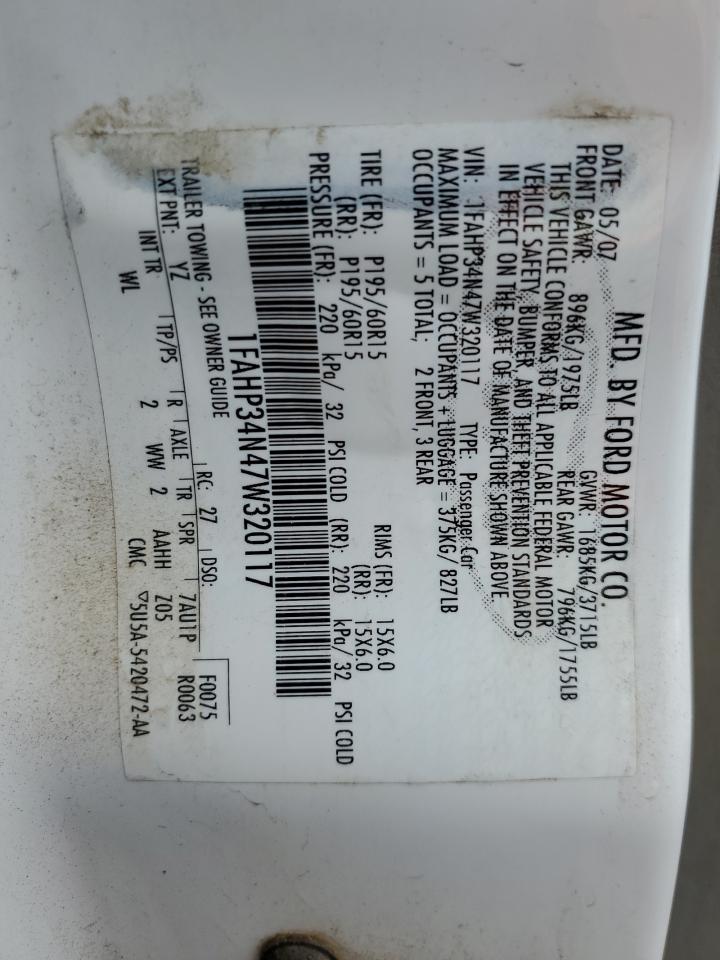 MFD. BY FORD MOTOR CO.
DATE: 05/07 GVWR: 1685KG/3715LB
FRONT GAWR: 896KG/1975LB REAR GAWR: 796KG/1755LB
THIS VEHICLE CONFORMS TO ALL APPLICABLE FEDERAL MOTOR
VEHICLE SAFETY, BUMPER, AND THEFT PREVENTION STANDARDS
IN EFFECT ON THE DATE OF MANUFACTURE SHOWN ABOVE.
VIN: 1FAHP34N47W320117 TYPE: Passenger Car
MAXIMUM LOAD = OCCUPANTS + LUGGAGE = 375KG/ 827LB
OCCUPANTS = 5 TOTAL; 2 FRONT, 3 REAR
TIRE (FR): P195/60R15 RIMS (FR): 15X6.0
(RR): P195/60R15 (RR): 15X6.0
PRESSURE (FR): 220 kPa/ 32 PSI COLD (RR): 220 kPa/ 32 PSI COLD
1FAHP34N47W320117
TRAILER TOWING - SEE OWNER GUIDE
EXT PNT: YZ RC: 27 DSO: F0075
INT TR TP/PS R AXLE TR SPR 7AU1P R0063
WL 2 WW 2 AAHH Z05
CMC ▽5U5A-5420472-AA